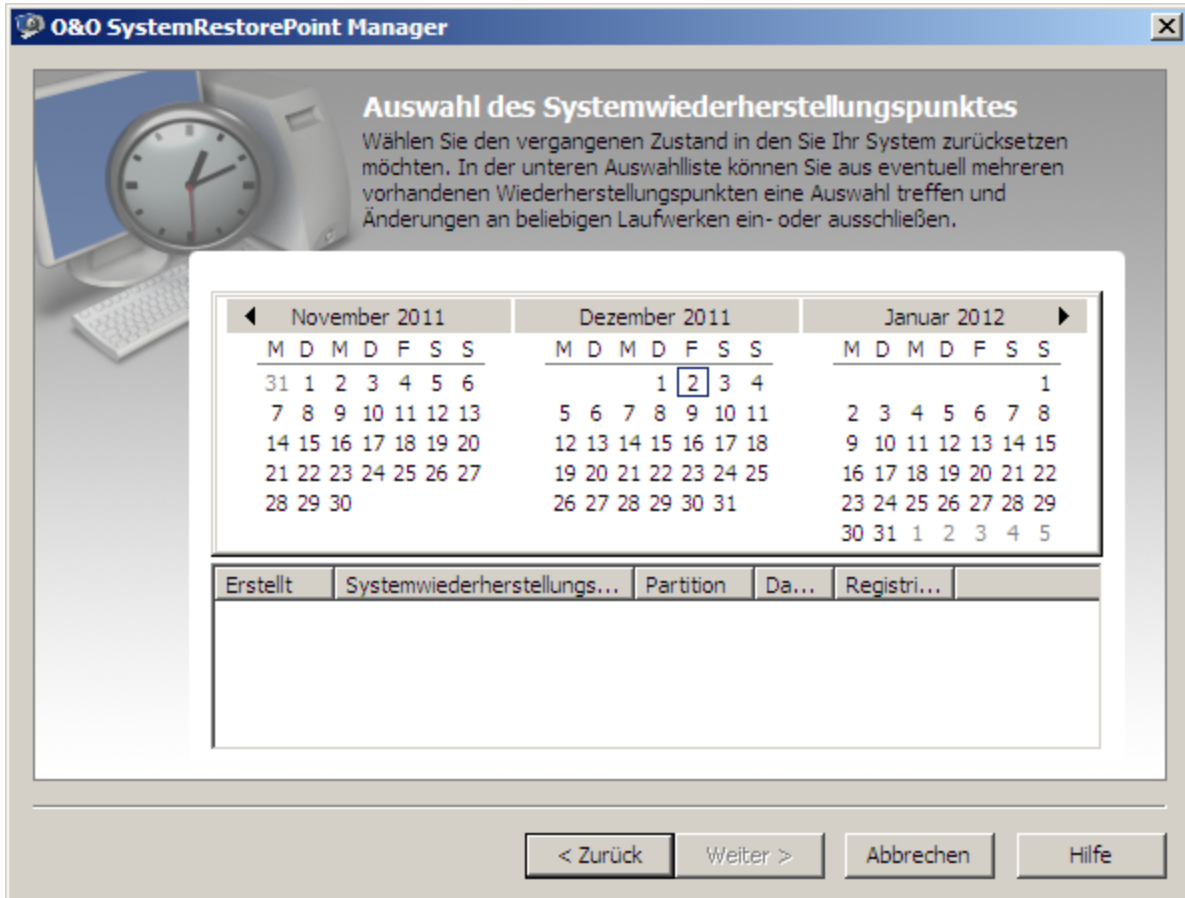 O&O SystemRestorePoint Manager
Auswahl des Systemwiederherstellungspunktes
Wählen Sie den vergangenen Zustand in den Sie Ihr System zurücksetzen
möchten. In der unteren Auswahlliste können Sie aus eventuell mehreren
vorhandenen Wiederherstellungspunkten eine Auswahl treffen und
Änderungen an beliebigen Laufwerken ein- oder ausschließen.
November 2011 Dezember 2011 Januar 2012
M D M D F S S M D M D F S S M D M D F S S
31 1 2 3 4 5 6 1 2 3 4 1
7 8 9 10 11 12 13 5 6 7 8 9 10 11 2 3 4 5 6 7 8
14 15 16 17 18 19 20 12 13 14 15 16 17 18 9 10 11 12 13 14 15
21 22 23 24 25 26 27 19 20 21 22 23 24 25 16 17 18 19 20 21 22
28 29 30 26 27 28 29 30 31 23 24 25 26 27 28 29
30 31 1 2 3 4 5
Erstellt Systemwiederherstellungs... Partition Da... Registri...
< Zurück Weiter > Abbrechen Hilfe